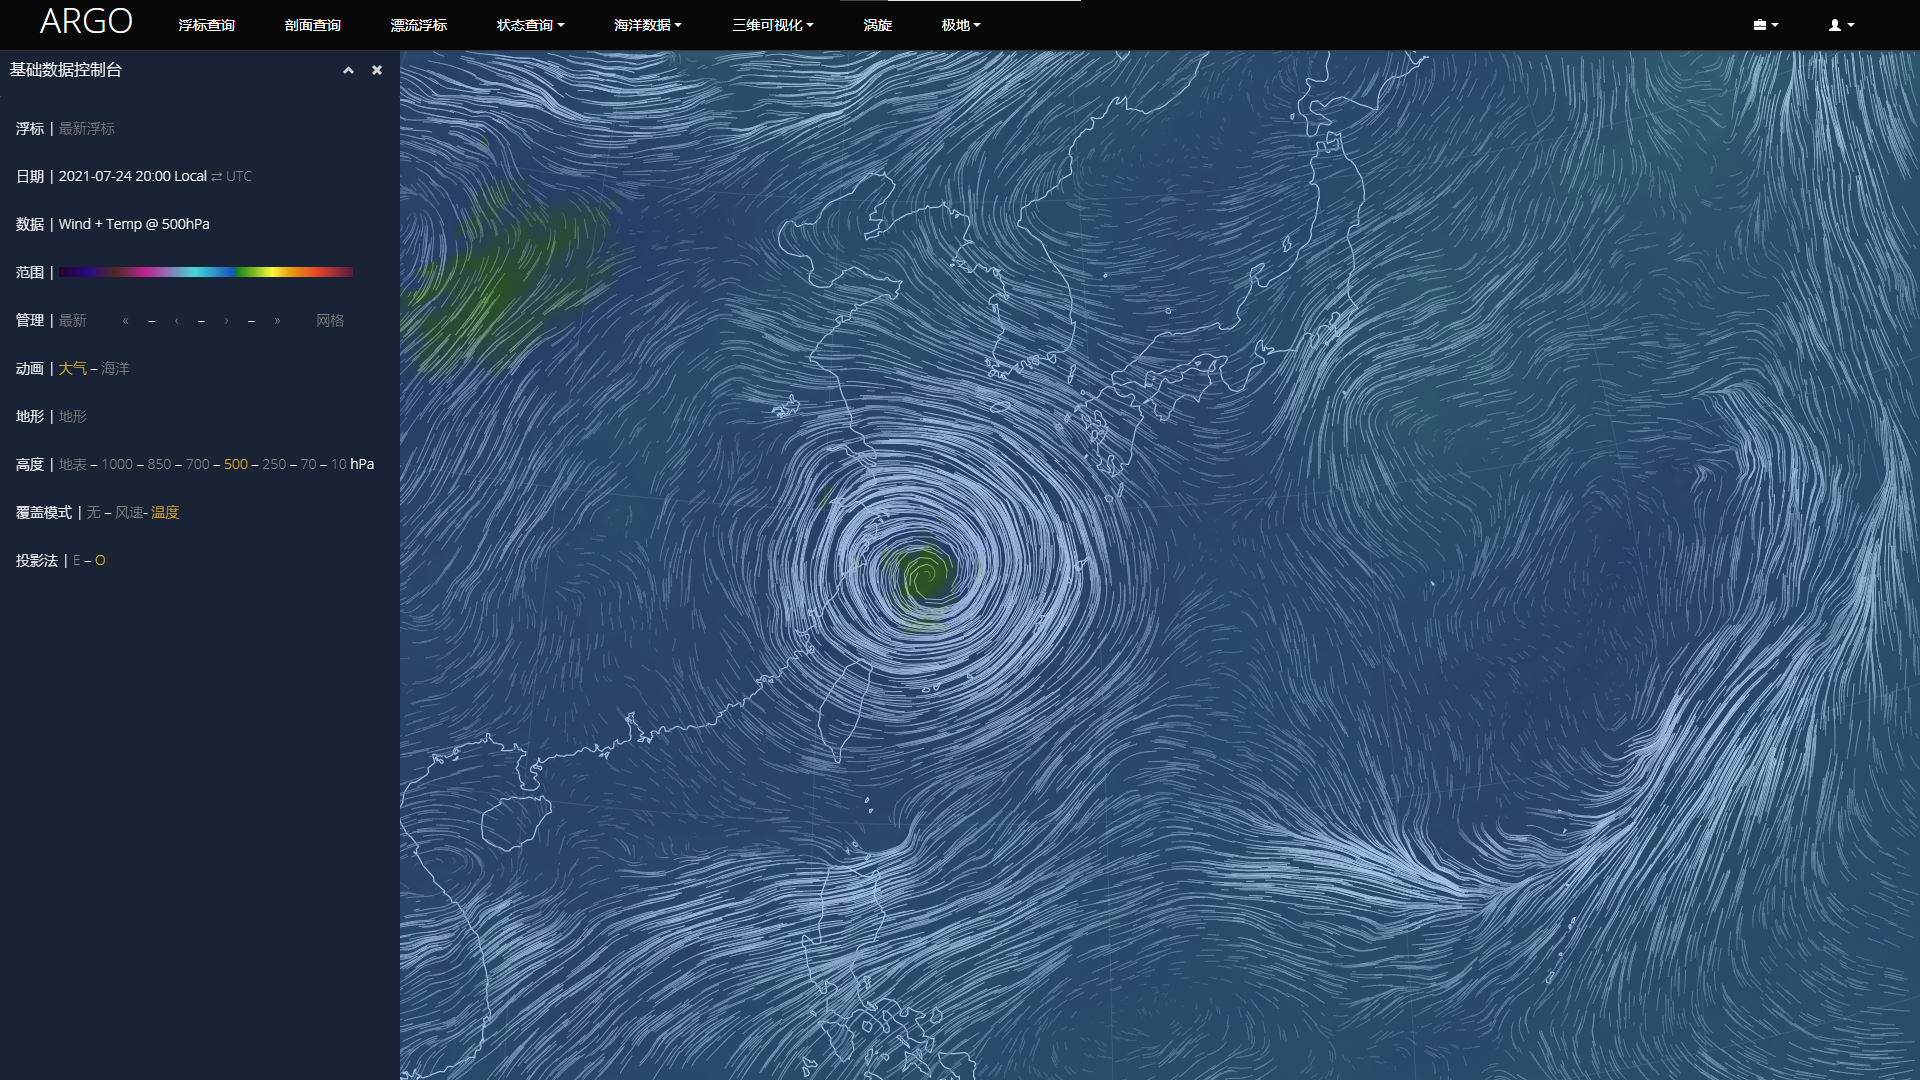 ARGO 浮标查询 剖面查询 漂流浮标 状态查询 海洋数据 三维可视化 涡旋 极地
基础数据控制台
浮标 | 最新浮标
日期 | 2021-07-24 20:00 Local ⇄ UTC
数据 | Wind + Temp @ 500hPa
范围 |
管理 | 最新 « – ‹ – › – » 网格
动画 | 大气 – 海洋
地形 | 地形
高度 | 地表 – 1000 – 850 – 700 – 500 – 250 – 70 – 10 hPa
覆盖模式 | 无 – 风速- 温度
投影法 | E – O